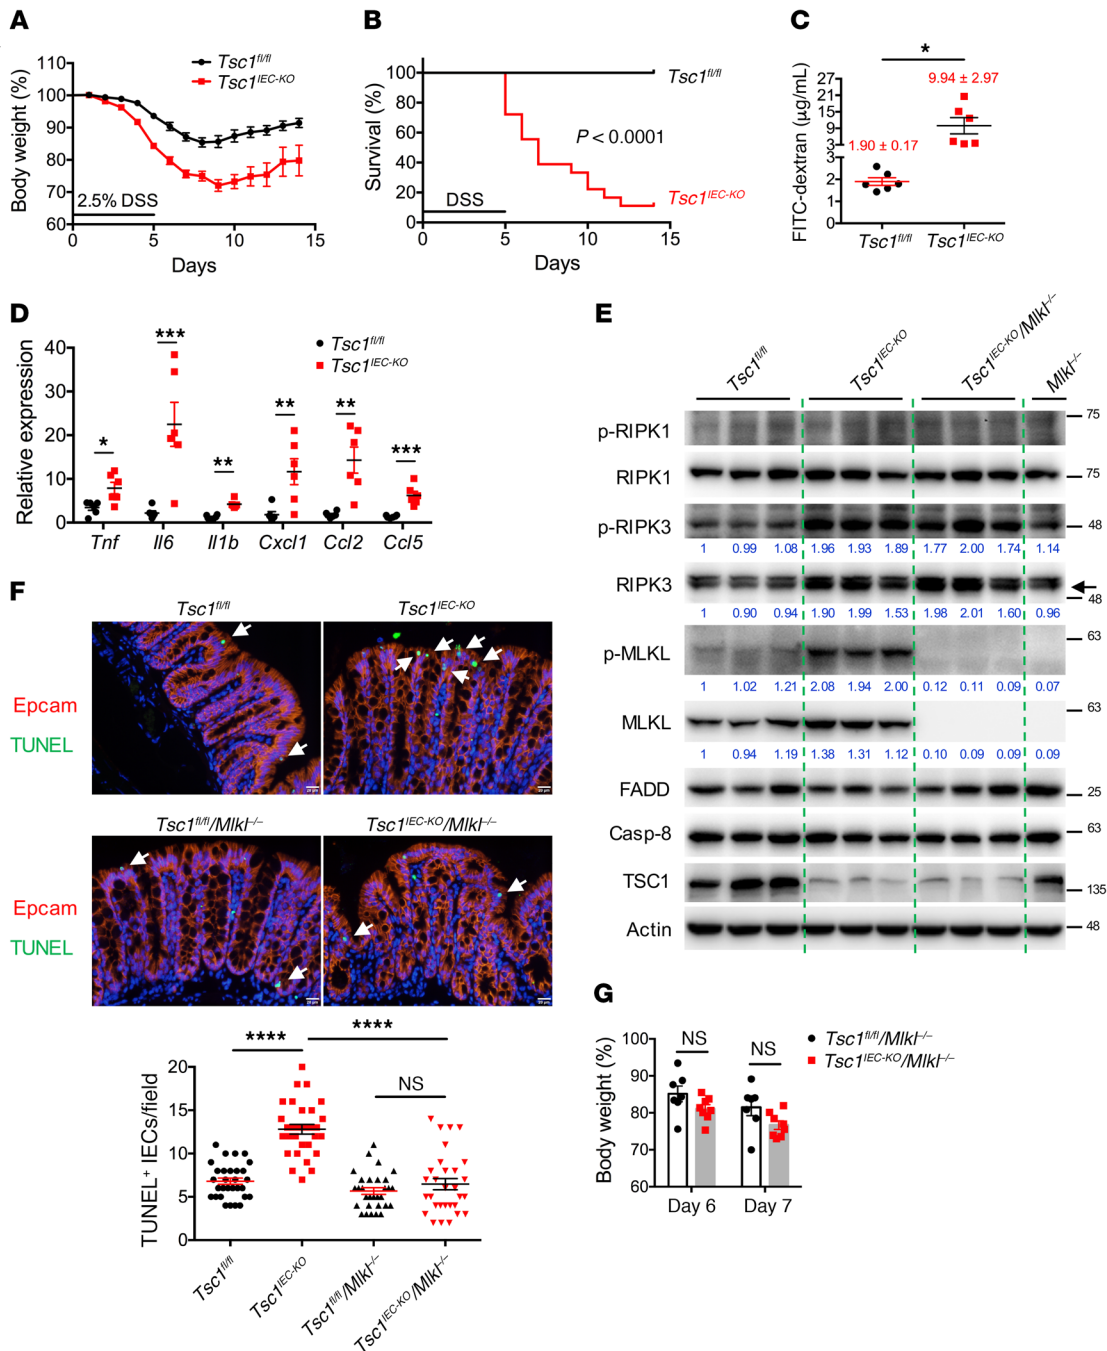 A
Tsc1fl/fl
Tsc1IEC-KO
Body weight (%)
110
100
90
80
70
60
2.5% DSS
0 5 10 15
Days
B
Survival (%)
100
80
60
40
20
0
Tsc1fl/fl
P < 0.0001
Tsc1IEC-KO
DSS
0 5 10 15
Days
C
*
FITC-dextran (µg/mL)
27
21
15
9
3
3
2
1
0
9.94 ± 2.97
1.90 ± 0.17
Tsc1fl/fl Tsc1IEC-KO
D
Relative expression
40
30
20
10
0
Tsc1fl/fl
Tsc1IEC-KO
* *** ** ** ** ***
Tnf Il6 Il1b Cxcl1 Ccl2 Ccl5
E
Tsc1fl/fl Tsc1IEC-KO Tsc1IEC-KO/Mlkl–/– Mlkl–/–
p-RIPK1 75
RIPK1 75
p-RIPK3 48
1 0.99 1.08 1.96 1.93 1.89 1.77 2.00 1.74 1.14
RIPK3 48
1 0.90 0.94 1.90 1.99 1.53 1.98 2.01 1.60 0.96
p-MLKL 63
1 1.02 1.21 2.08 1.94 2.00 0.12 0.11 0.09 0.07
MLKL 63
1 0.94 1.19 1.38 1.31 1.12 0.10 0.09 0.09 0.09
FADD 25
Casp-8 63
TSC1 135
Actin 48
F
Tsc1fl/fl Tsc1IEC-KO
Epcam
TUNEL
Tsc1fl/fl/Mlkl–/– Tsc1IEC-KO/Mlkl–/–
Epcam
TUNEL
TUNEL+ IECs/field
20
15
10
5
0
**** **** NS
Tsc1fl/fl
Tsc1IEC-KO
Tsc1fl/fl/Mlkl–/–
Tsc1IEC-KO/Mlkl–/–
G
Body weight (%)
100
90
80
70
60
NS NS
Tsc1fl/fl/Mlkl–/–
Tsc1IEC-KO/Mlkl–/–
Day 6 Day 7